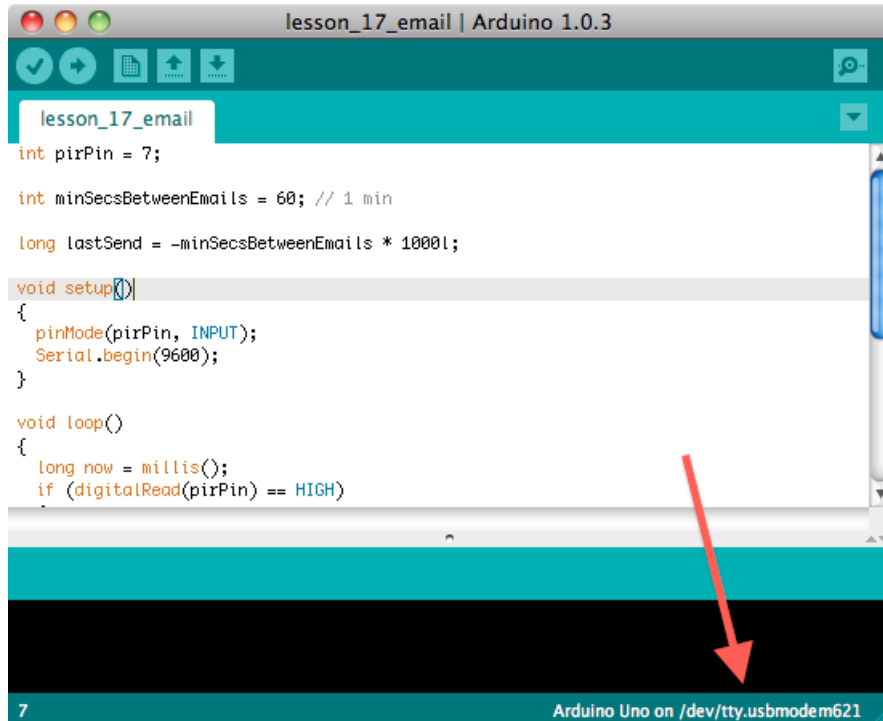 lesson_17_email | Arduino 1.0.3
lesson_17_email
int pirPin = 7;
int minSecsBetweenEmails = 60; // 1 min
long lastSend = -minSecsBetweenEmails * 1000l;
void setup()
{
pinMode(pirPin, INPUT);
Serial.begin(9600);
}
void loop()
{
long now = millis();
if (digitalRead(pirPin) == HIGH)
7
Arduino Uno on /dev/tty.usbmodem621